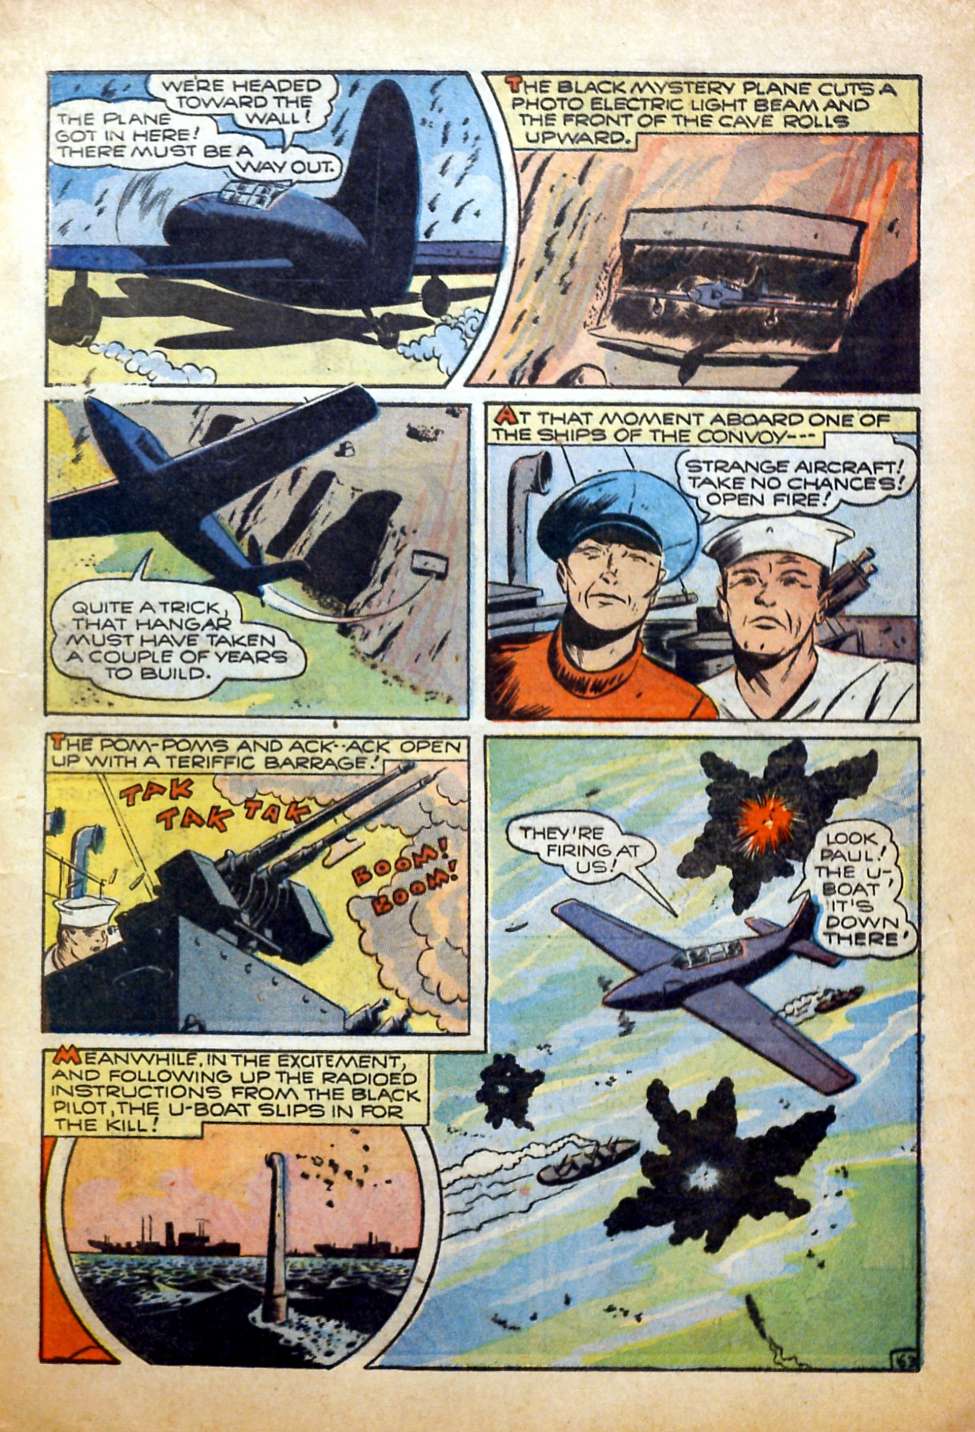 WE'RE HEADED
TOWARD THE
WALL!
THE PLANE
GOT IN HERE!
THERE MUST BE A
WAY OUT.
THE BLACK MYSTERY PLANE CUTS A
PHOTO ELECTRIC LIGHT BEAM AND
THE FRONT OF THE CAVE ROLLS
UPWARD.
QUITE A TRICK,
THAT HANGAR
MUST HAVE TAKEN
A COUPLE OF YEARS
TO BUILD.
AT THAT MOMENT ABOARD ONE OF
THE SHIPS OF THE CONVOY---
STRANGE AIRCRAFT!
TAKE NO CHANCES!
OPEN FIRE!
THE POM-POMS AND ACK--ACK OPEN
UP WITH A TERIFFIC BARRAGE!
TAK
TAK TAK
BOOM!
BOOM!
THEY'RE
FIRING AT
US!
LOOK
PAUL!
THE U-
BOAT,
IT'S
DOWN
THERE!
MEANWHILE, IN THE EXCITEMENT,
AND FOLLOWING UP THE RADIOED
INSTRUCTIONS FROM THE BLACK
PILOT, THE U-BOAT SLIPS IN FOR
THE KILL!